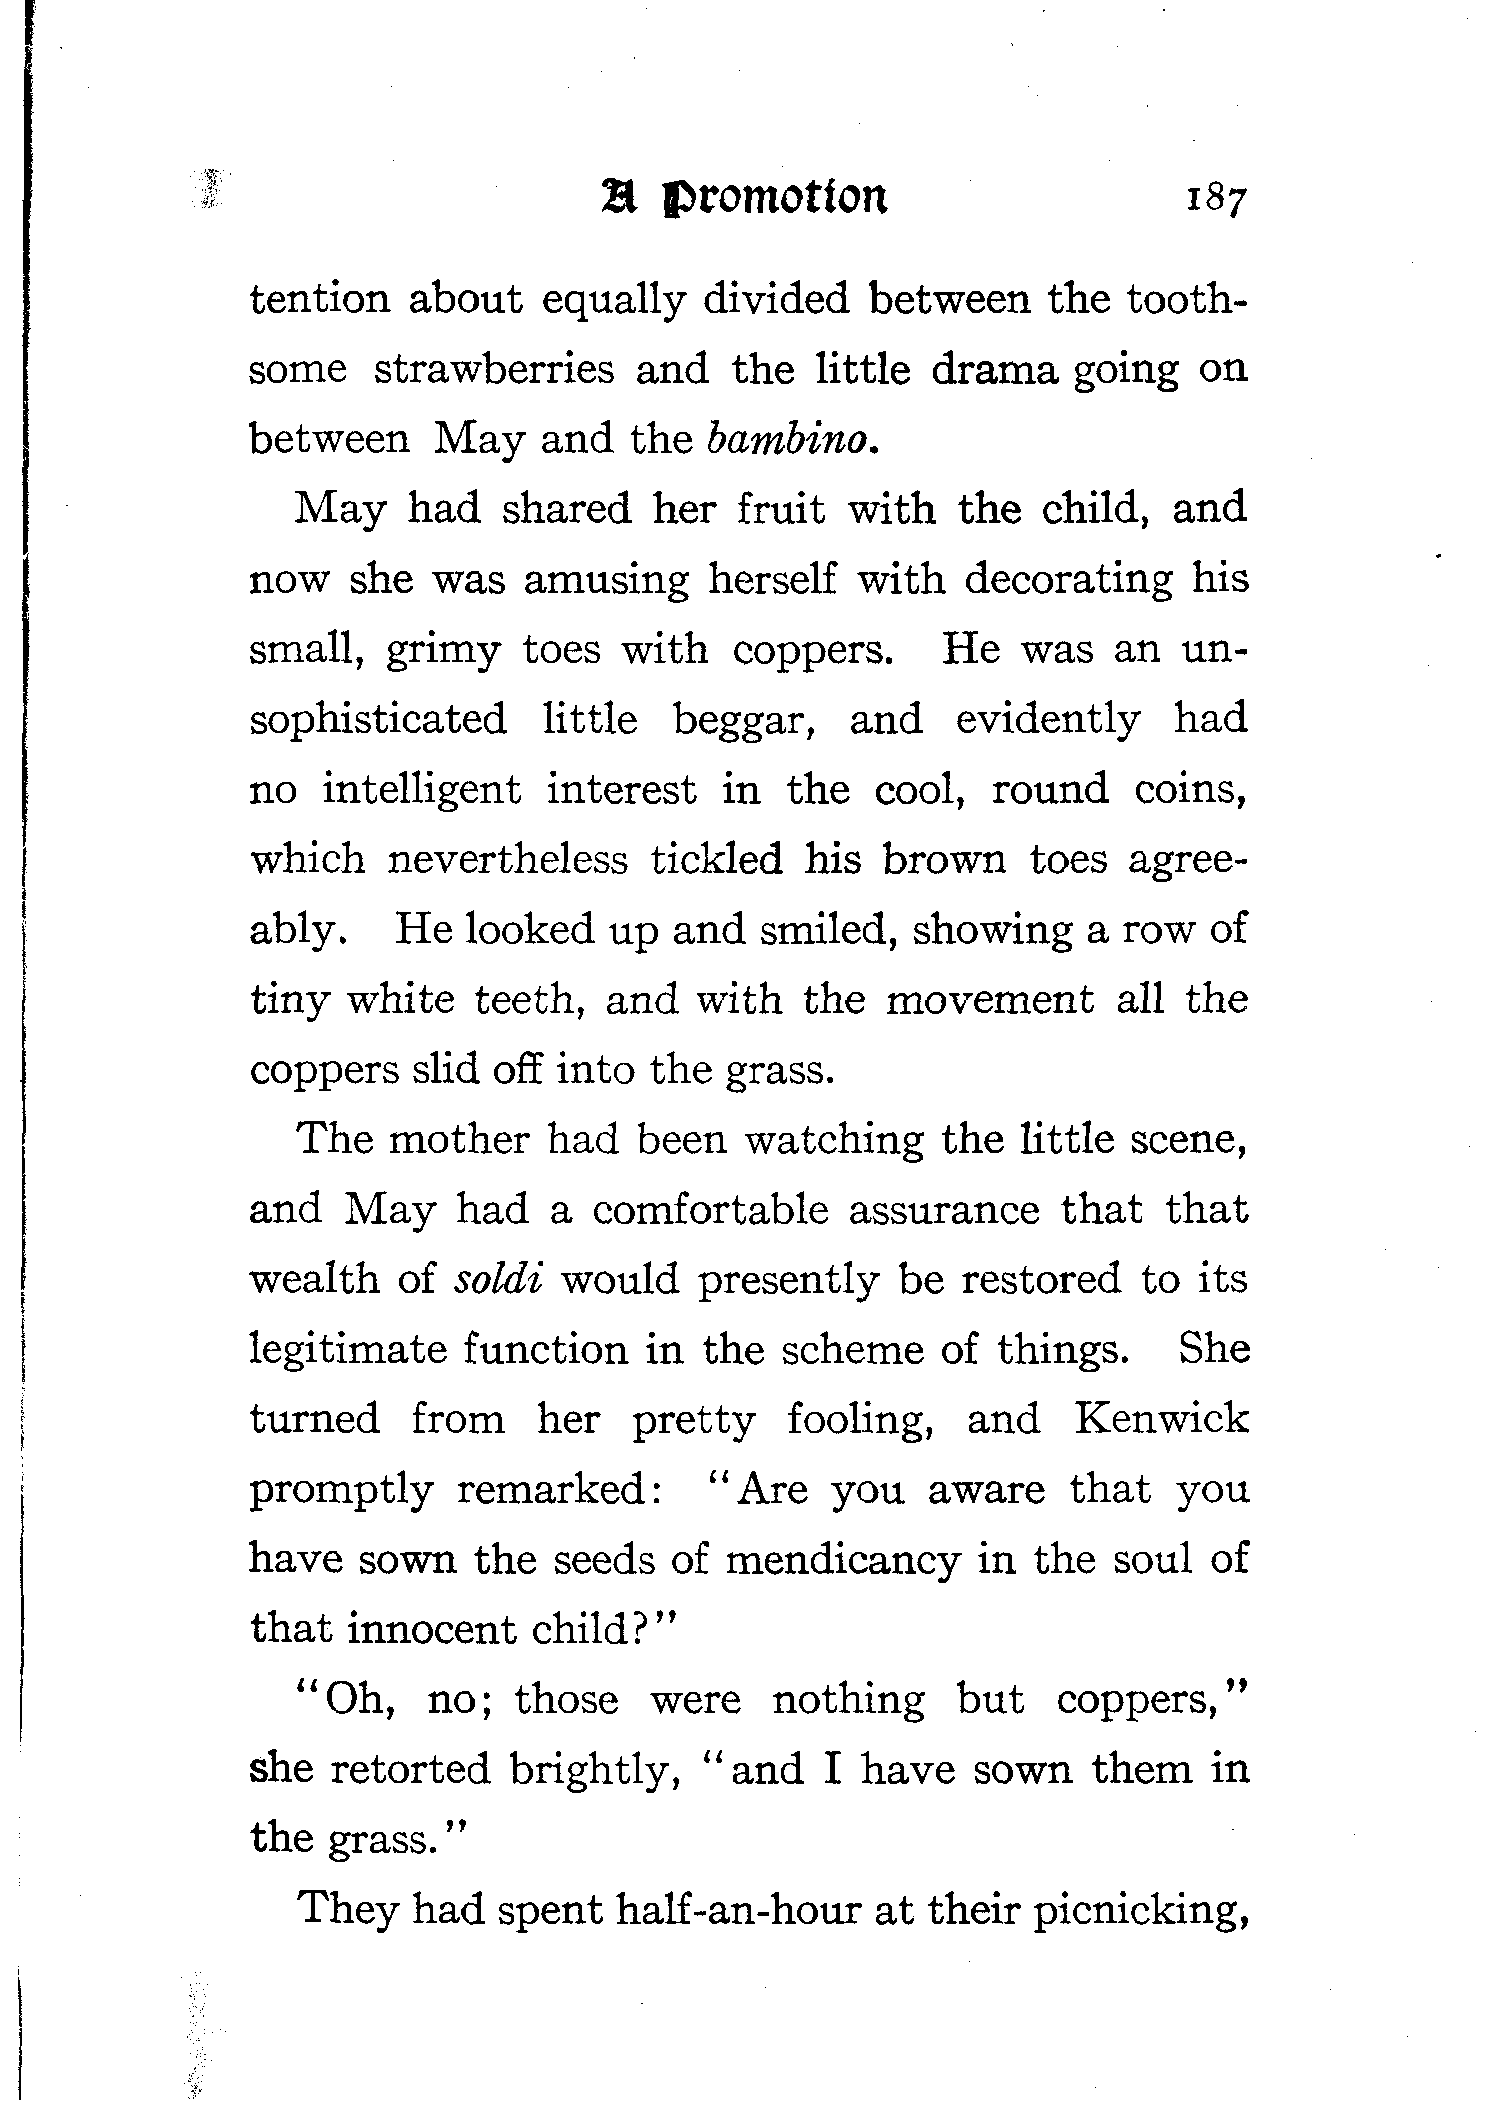 A Promotion 187
tention about equally divided between the tooth-
some strawberries and the little drama going on
between May and the bambino.
May had shared her fruit with the child, and
now she was amusing herself with decorating his
small, grimy toes with coppers. He was an un-
sophisticated little beggar, and evidently had
no intelligent interest in the cool, round coins,
which nevertheless tickled his brown toes agree-
ably. He looked up and smiled, showing a row of
tiny white teeth, and with the movement all the
coppers slid off into the grass.
The mother had been watching the little scene,
and May had a comfortable assurance that that
wealth of soldi would presently be restored to its
legitimate function in the scheme of things. She
turned from her pretty fooling, and Kenwick
promptly remarked: "Are you aware that you
have sown the seeds of mendicancy in the soul of
that innocent child?"
"Oh, no; those were nothing but coppers,"
she retorted brightly, "and I have sown them in
the grass."
They had spent half-an-hour at their picnicking,